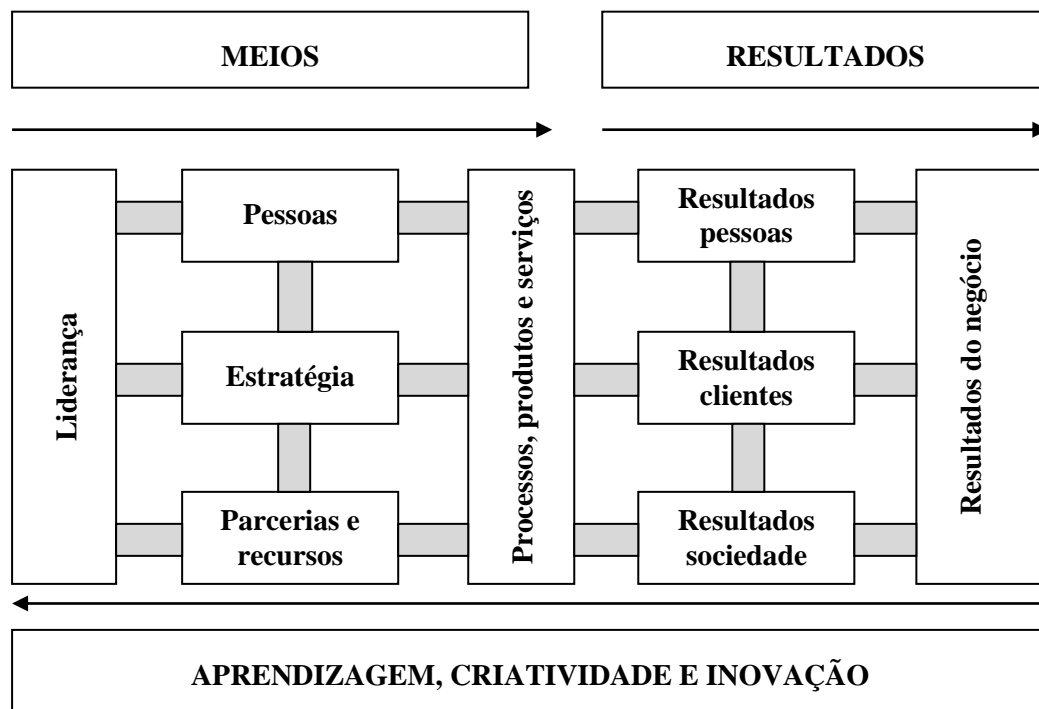 MEIOS
RESULTADOS
Liderança
Pessoas
Estratégia
Parcerias e
recursos
Processos, produtos e serviços
Resultados
pessoas
Resultados
clientes
Resultados
sociedade
Resultados do negócio
APRENDIZAGEM, CRIATIVIDADE E INOVAÇÃO